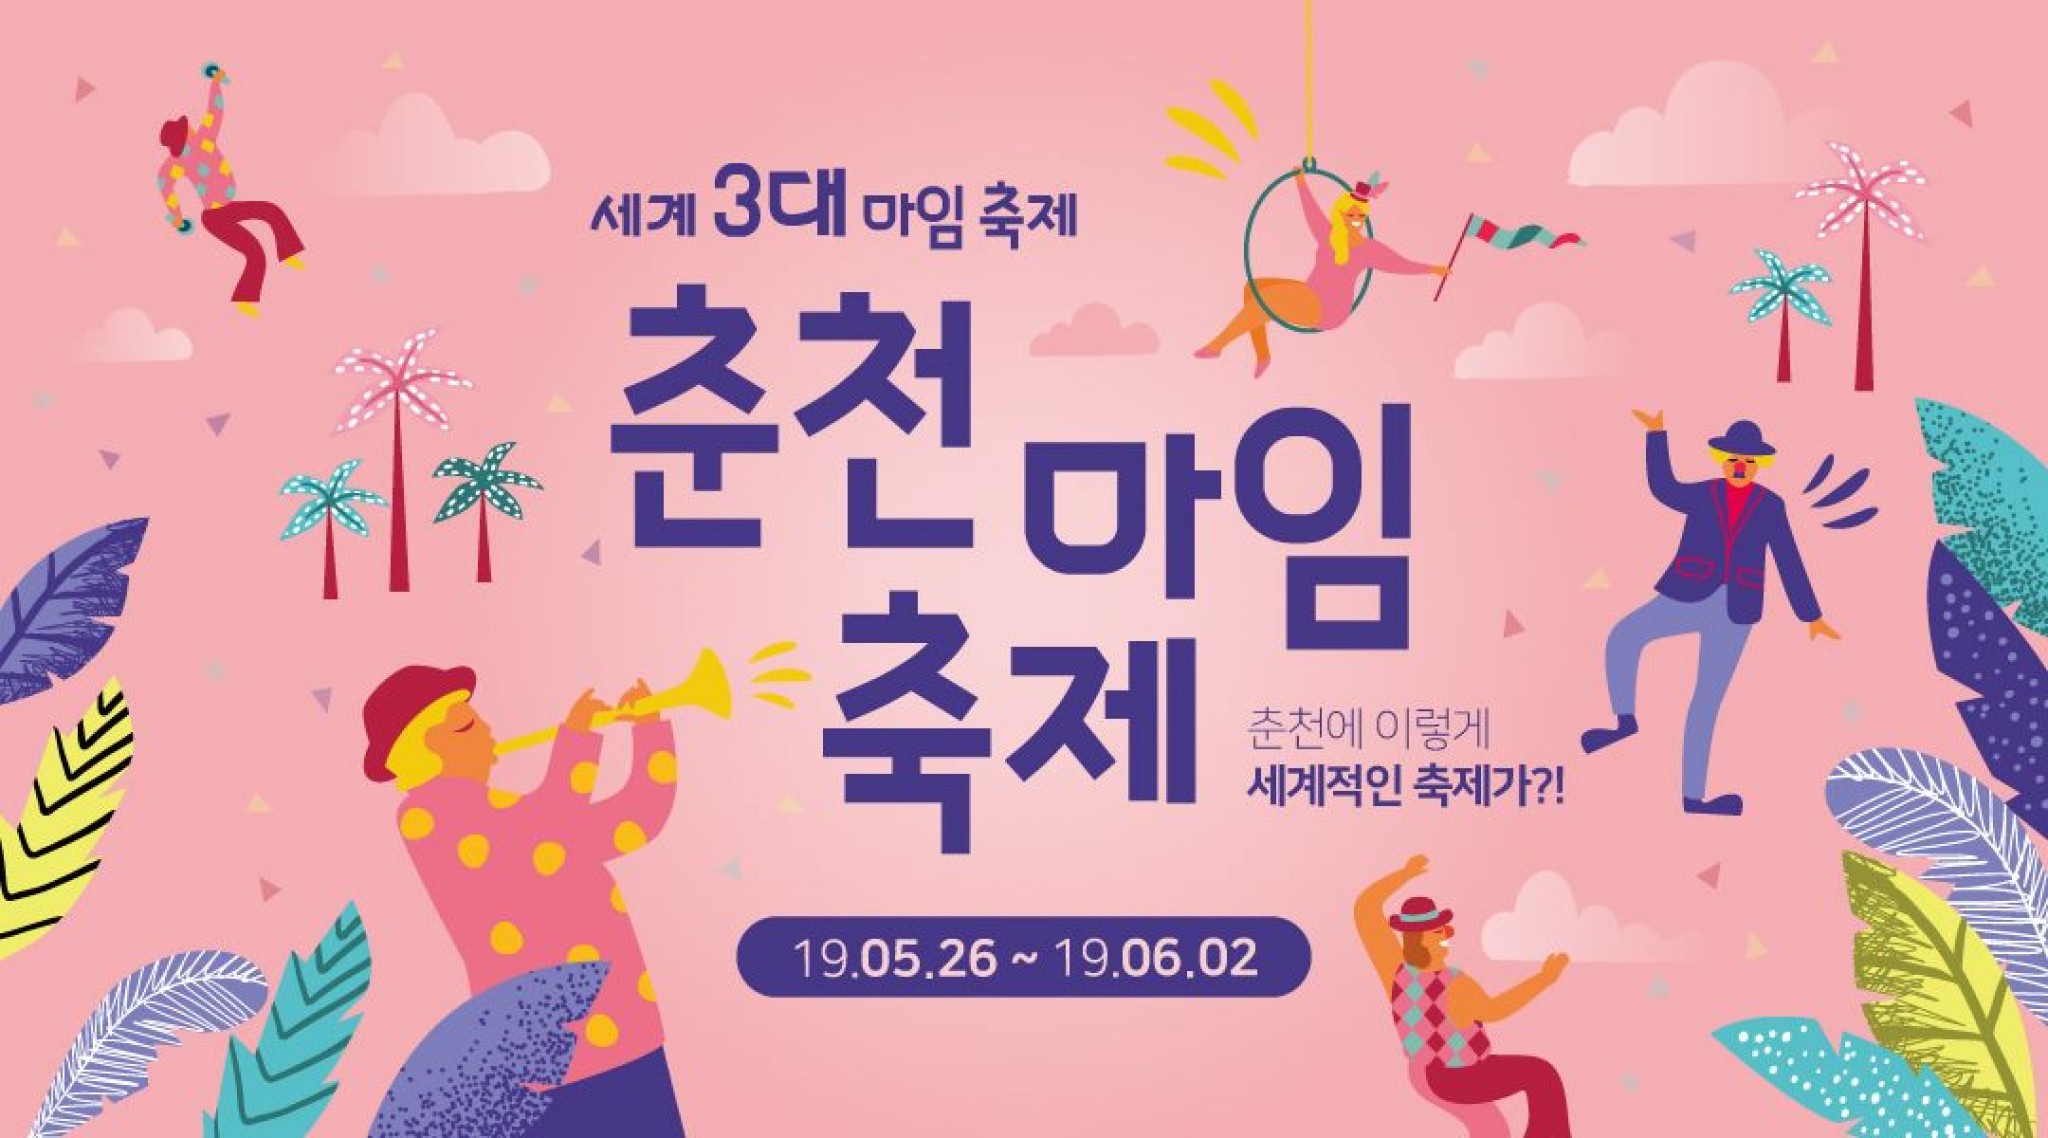 세계 3대 마임 축제
춘천 마임
축제
춘천에 이렇게
세계적인 축제가?!
19.05.26 ~ 19.06.02